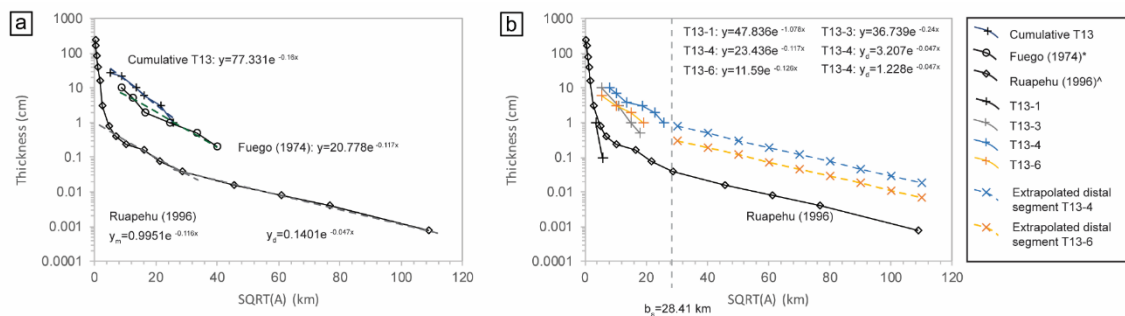 a
1000
100
10
1
0.1
0.01
0.001
0.0001
Thickness (cm)
Cumulative T13: y=77.331e -0.16x
Fuego (1974): y=20.778e -0.117x
Ruapehu (1996)
ym=0.9951e -0.116x
yd=0.1401e -0.047x
0 20 40 60 80 100 120
SQRT(A) (km)
b
1000
100
10
1
0.1
0.01
0.001
0.0001
Thickness (cm)
T13-1: y=47.836e -1.078x T13-3: y=36.739e -0.24x
T13-4: y=23.436e -0.117x T13-4: yd=3.207e -0.047x
T13-6: y=11.59e -0.126x T13-4: yd=1.228e -0.047x
Ruapehu (1996)
0 20 40 60 80 100 120
SQRT(A) (km)
bs=28.41 km
Cumulative T13
Fuego (1974)*
Ruapehu (1996)^
T13-1
T13-3
T13-4
T13-6
Extrapolated distal
segment T13-4
Extrapolated distal
segment T13-6